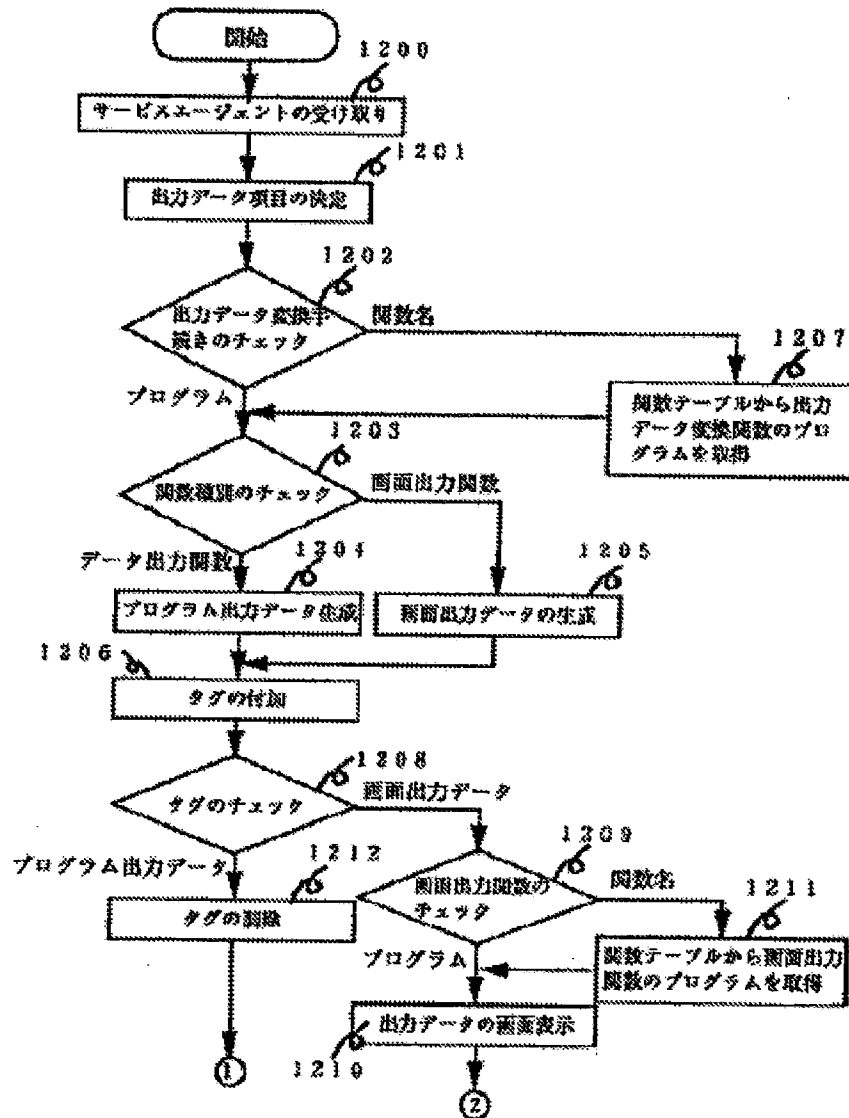 開始
1200
サービスエージェントの受け取り
1201
出力データ項目の決定
1202
出力データ変換手
続きのチェック
関数名
1207
関数テーブルから出力
データ変換関数のプロ
グラムを取得
プログラム
1203
関数種別のチェック
画面出力関数
データ出力関数
1204
プログラム出力データ生成
1205
画面出力データの生成
1206
タグの付加
1208
タグのチェック
画面出力データ
プログラム出力データ
1212
タグの削除
1209
画面出力関数の
チェック
関数名
1211
関数テーブルから画面出力
関数のプログラムを取得
プログラム
出力データの画面表示
1210
①
②